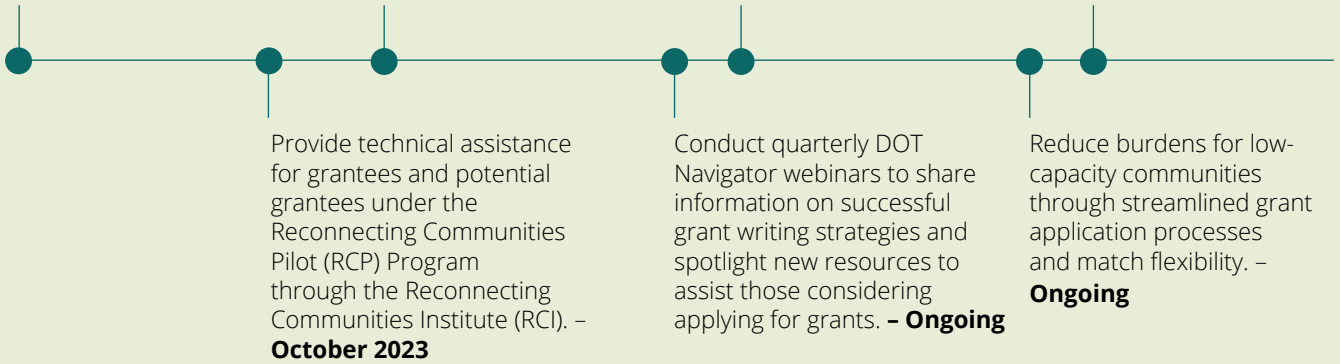 Provide technical assistance
for grantees and potential
grantees under the
Reconnecting Communities
Pilot (RCP) Program
through the Reconnecting
Communities Institute (RCI). –
October 2023
Conduct quarterly DOT
Navigator webinars to share
information on successful
grant writing strategies and
spotlight new resources to
assist those considering
applying for grants. – Ongoing
Reduce burdens for low-
capacity communities
through streamlined grant
application processes
and match flexibility. –
Ongoing